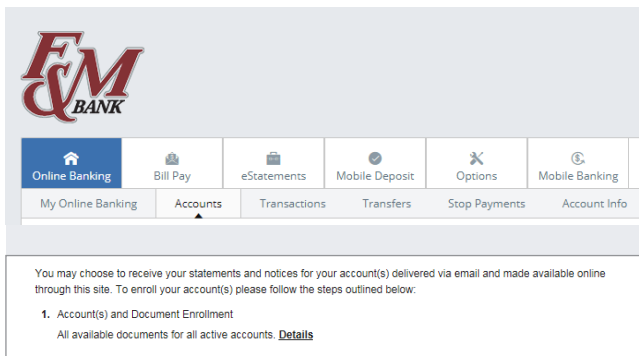 F&M
BANK
Online Banking Bill Pay eStatements Mobile Deposit Options Mobile Banking
My Online Banking Accounts Transactions Transfers Stop Payments Account Info
You may choose to receive your statements and notices for your account(s) delivered via email and made available online
through this site. To enroll your account(s) please follow the steps outlined below:
1. Account(s) and Document Enrollment
All available documents for all active accounts. Details